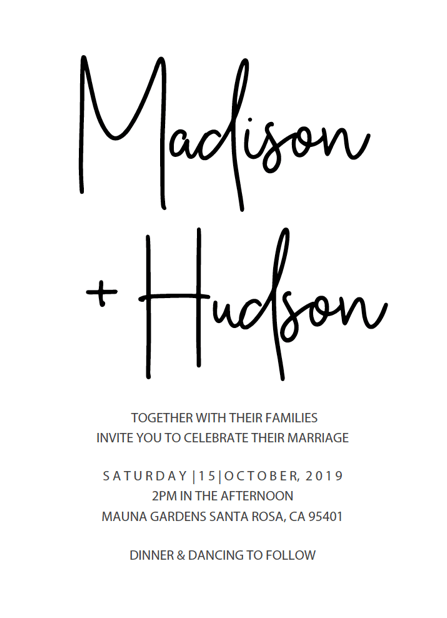 Madison
+ Hudson
TOGETHER WITH THEIR FAMILIES
INVITE YOU TO CELEBRATE THEIR MARRIAGE
SATURDAY |15|OCTOBER, 2019
2PM IN THE AFTERNOON
MAUNA GARDENS SANTA ROSA, CA 95401
DINNER & DANCING TO FOLLOW